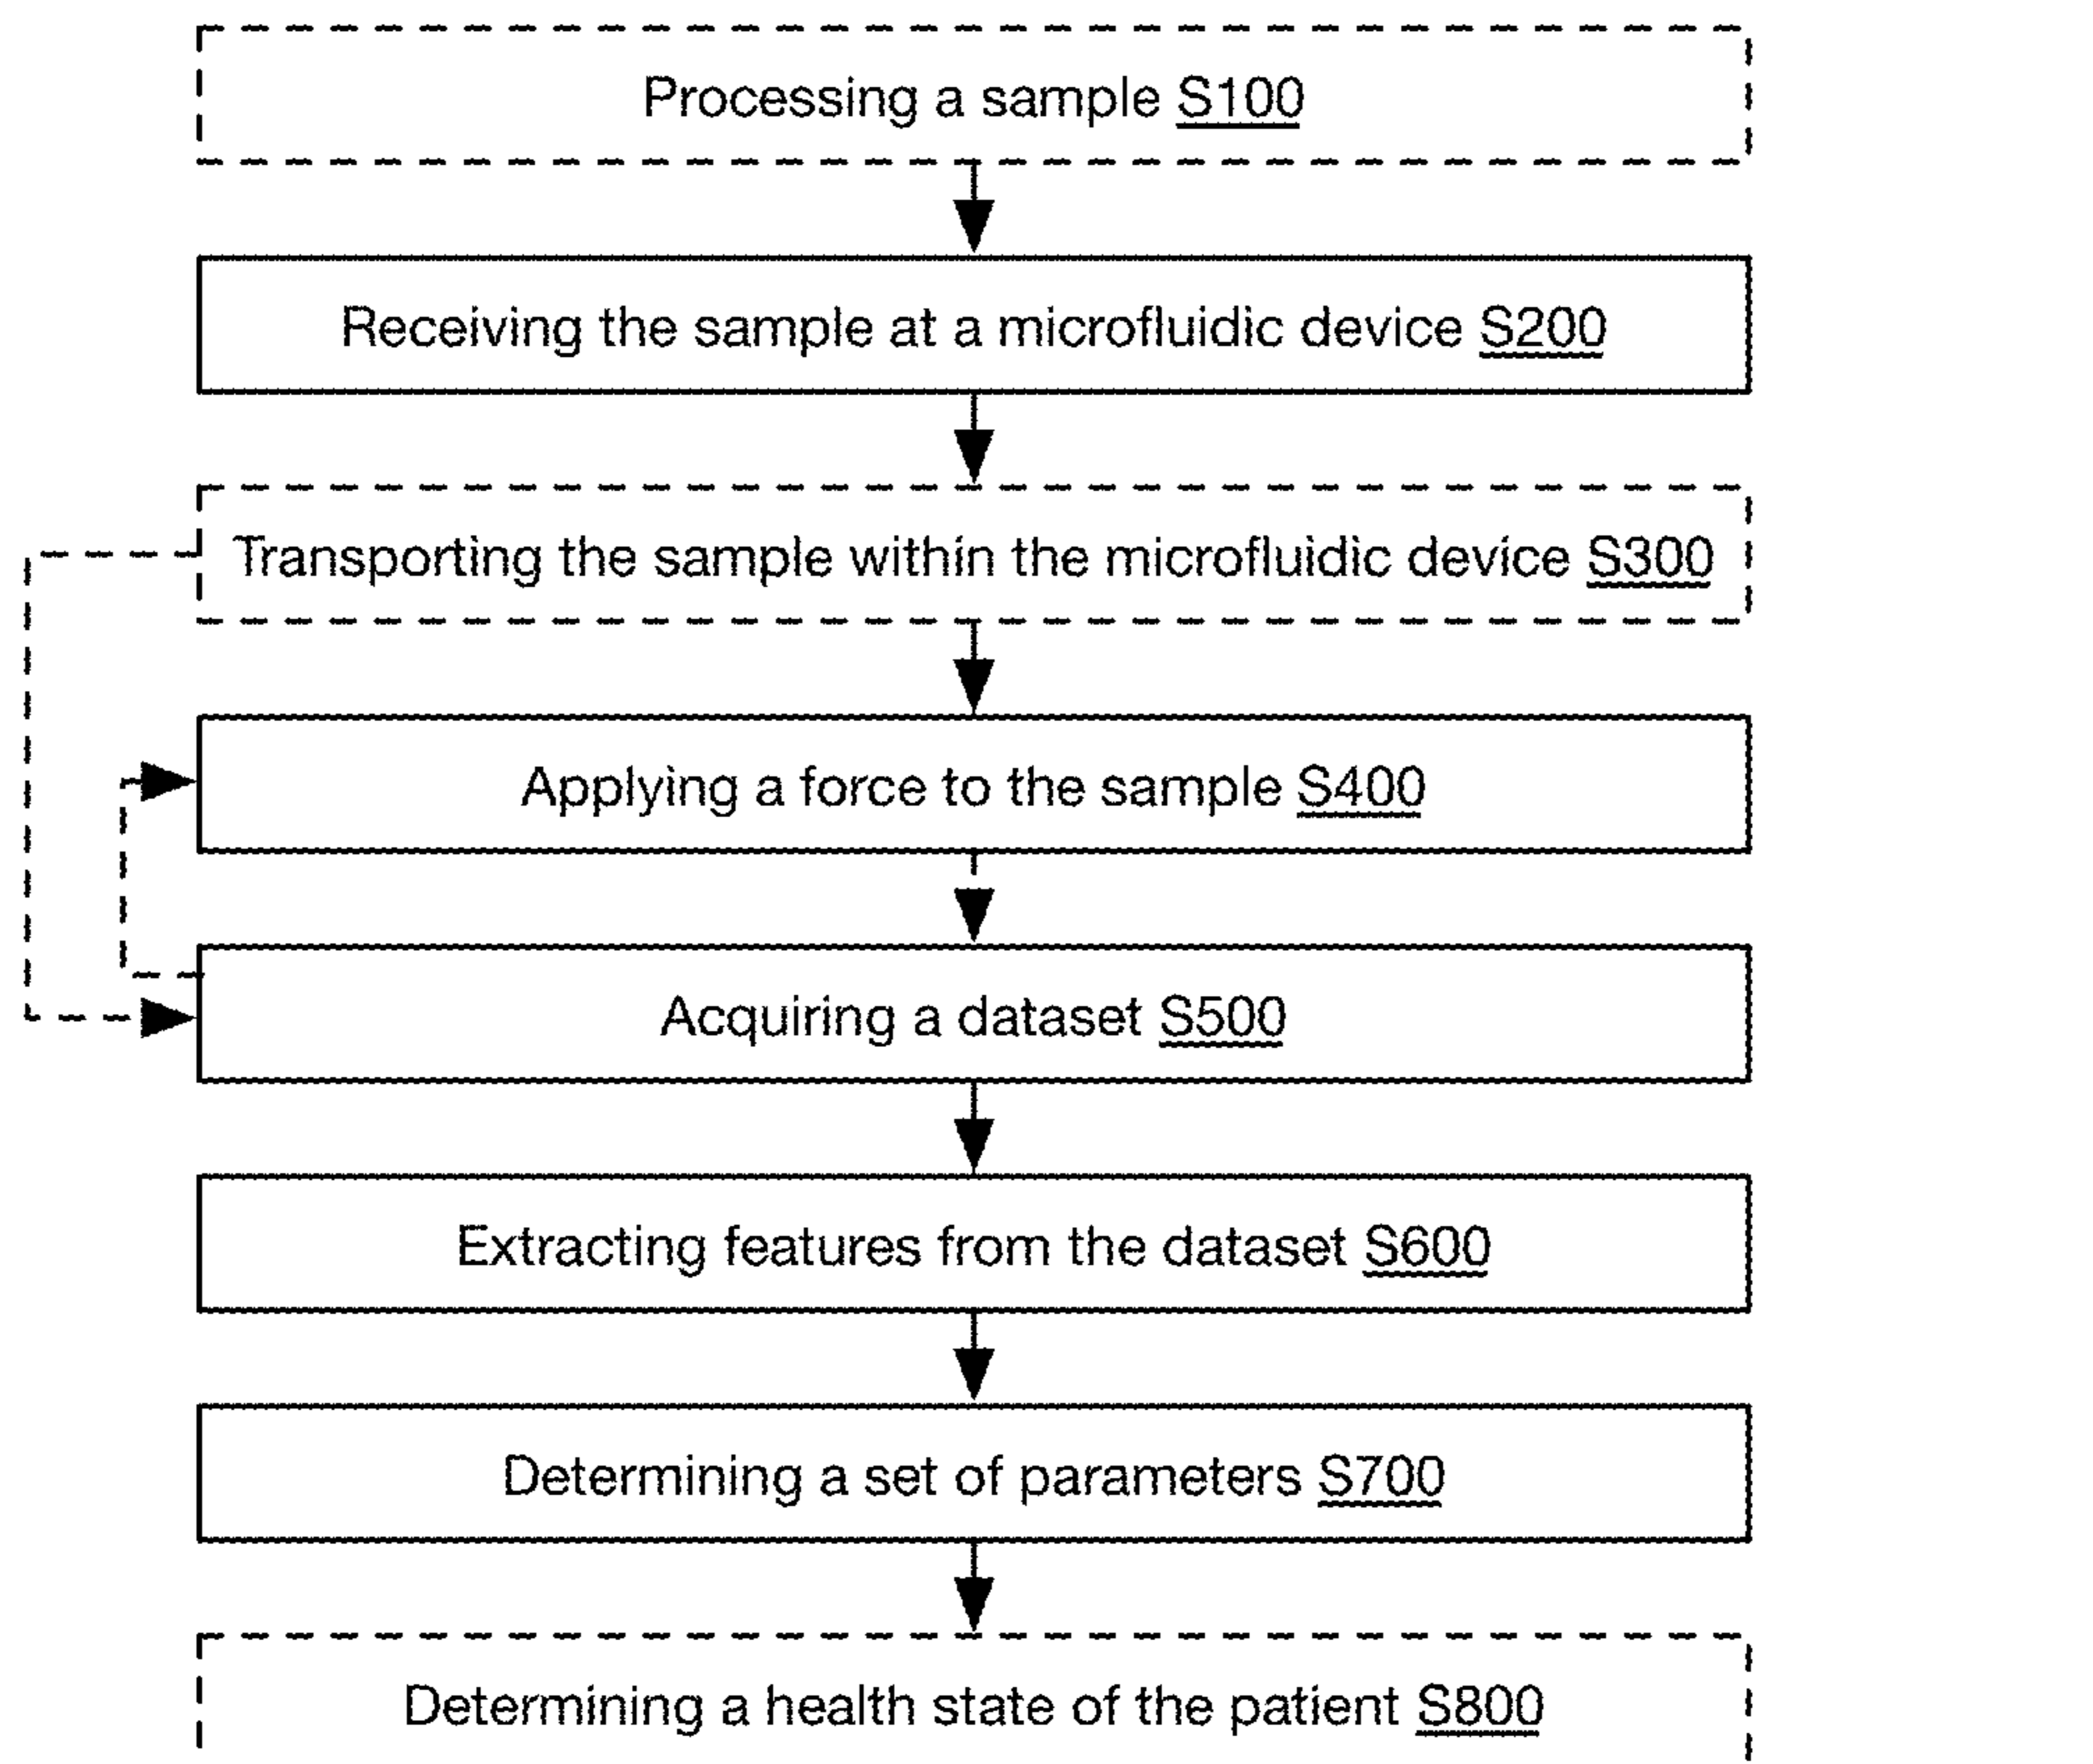 Processing a sample S100
Receiving the sample at a microfluidic device S200
Transporting the sample within the microfluidic device S300
Applying a force to the sample S400
Acquiring a dataset S500
Extracting features from the dataset S600
Determining a set of parameters S700
Determining a health state of the patient S800